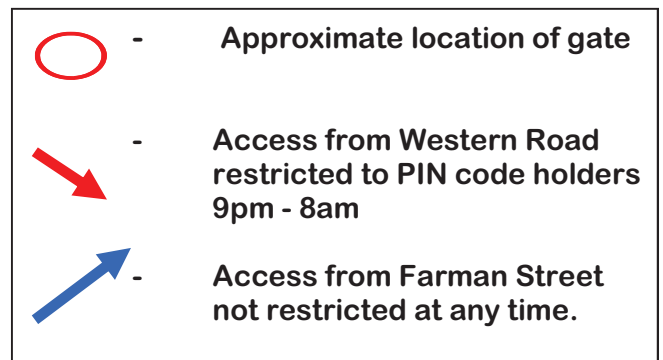 - Approximate location of gate
- Access from Western Road
restricted to PIN code holders
9pm - 8am
- Access from Farman Street
not restricted at any time.